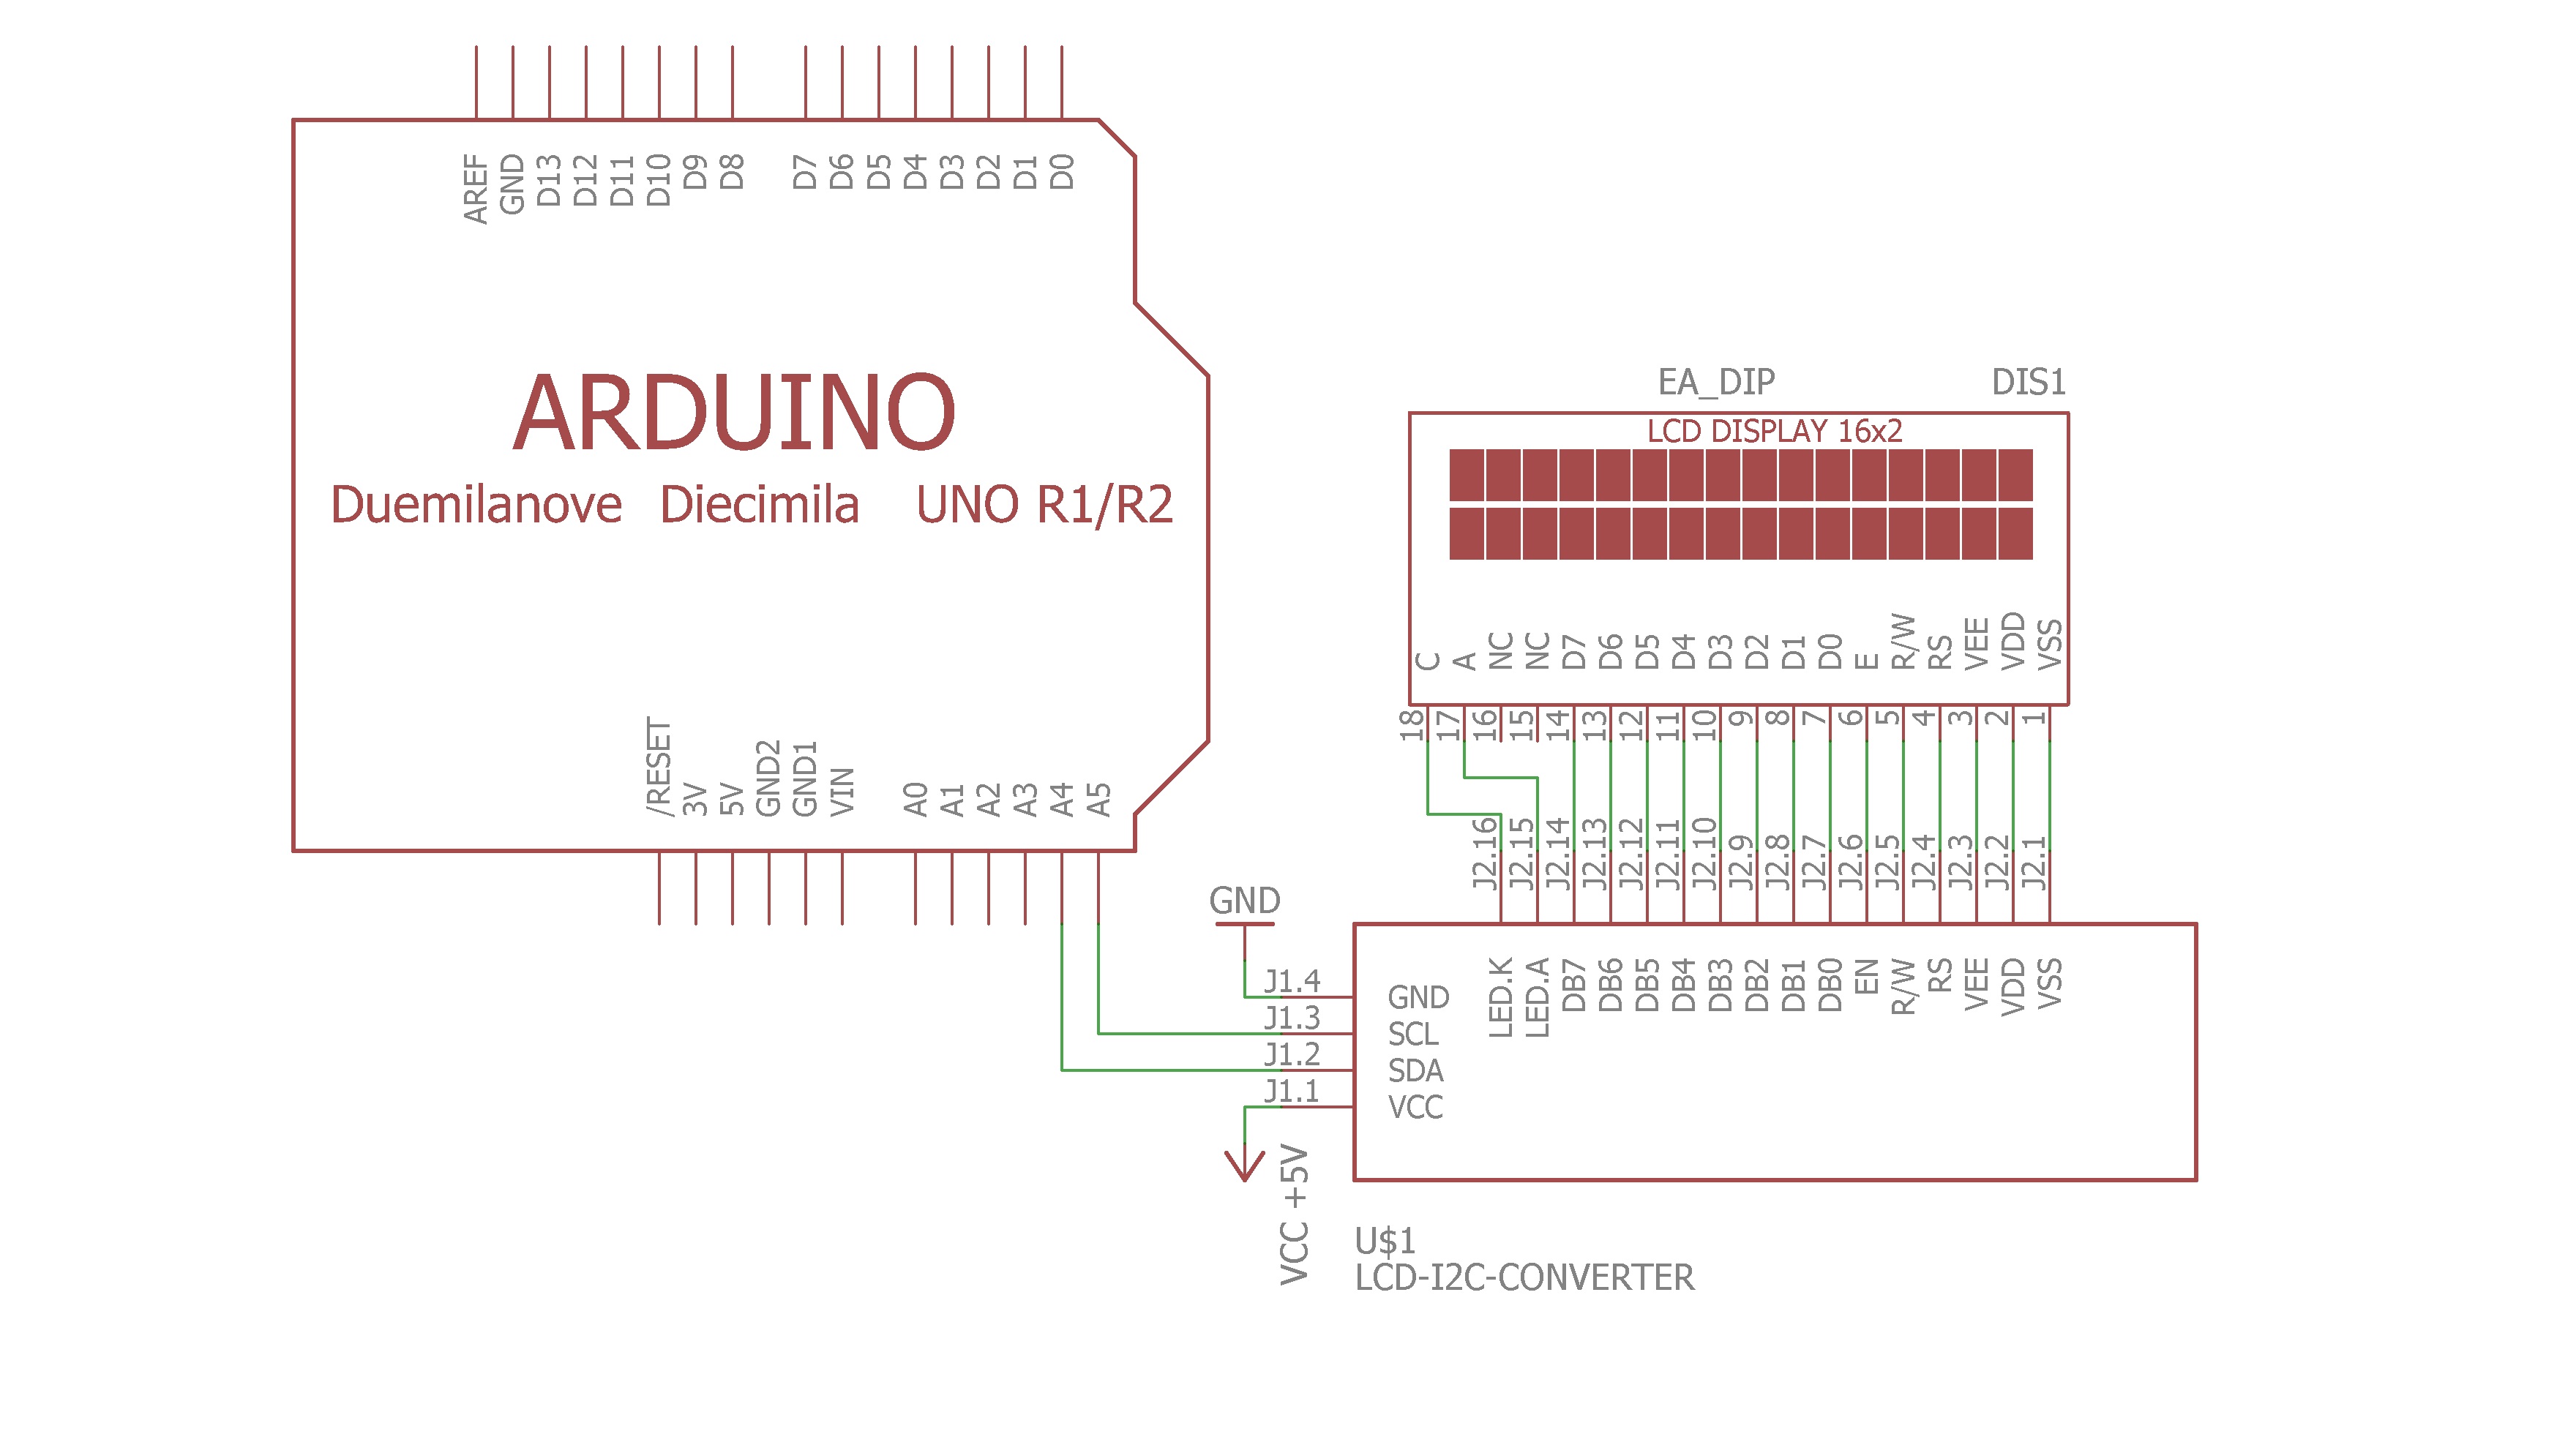 AREF GND D13 D12 D11 D10 D9 D8 D7 D6 D5 D4 D3 D2 D1 D0
ARDUINO
Duemilanove Diecimila UNO R1/R2
/RESET 3V 5V GND2 GND1 VIN A0 A1 A2 A3 A4 A5
EA_DIP DIS1
LCD DISPLAY 16x2
C A NC NC D7 D6 D5 D4 D3 D2 D1 D0 E R/W RS VEE VDD VSS
18 17 16 15 14 13 12 11 10 9 8 7 6 5 4 3 2 1
J2.16 J2.15 J2.14 J2.13 J2.12 J2.11 J2.10 J2.9 J2.8 J2.7 J2.6 J2.5 J2.4 J2.3 J2.2 J2.1
LED.K LED.A DB7 DB6 DB5 DB4 DB3 DB2 DB1 DB0 EN R/W RS VEE VDD VSS
GND
J1.4 GND
J1.3 SCL
J1.2 SDA
J1.1 VCC
VCC +5V
U$1
LCD-I2C-CONVERTER